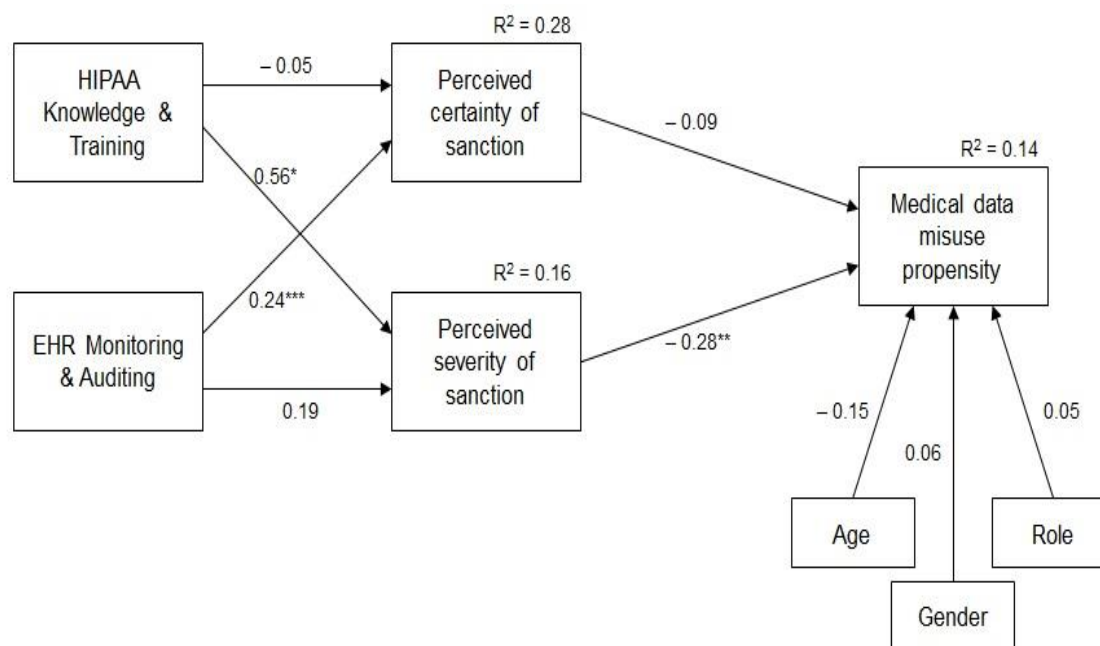 R² = 0.28
HIPAA
Knowledge &
Training
– 0.05
Perceived
certainty of
sanction
– 0.09
0.56*
R² = 0.14
Medical data
misuse
propensity
R² = 0.16
0.24***
EHR Monitoring
& Auditing
Perceived
severity of
sanction
– 0.28**
0.19
– 0.15
0.06
0.05
Age
Role
Gender